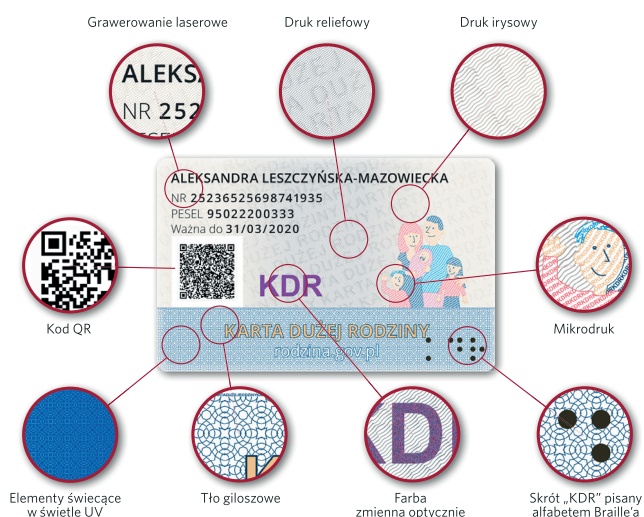 Grawerowanie laserowe
Druk reliefowy
Druk irysowy
ALEKS
NR 252
ALEKSANDRA LESZCZYŃSKA-MAZOWIECKA
NR 25236525698741935
PESEL 95022200333
Ważna do 31/03/2020
KDR
KARTA DUŻEJ RODZINY
rodzina.gov.pl
Kod QR
Mikrodruk
KD
Elementy świecące
w świetle UV
Tło giloszowe
Farba
zmienna optycznie
Skrót „KDR” pisany
alfabetem Braille’a